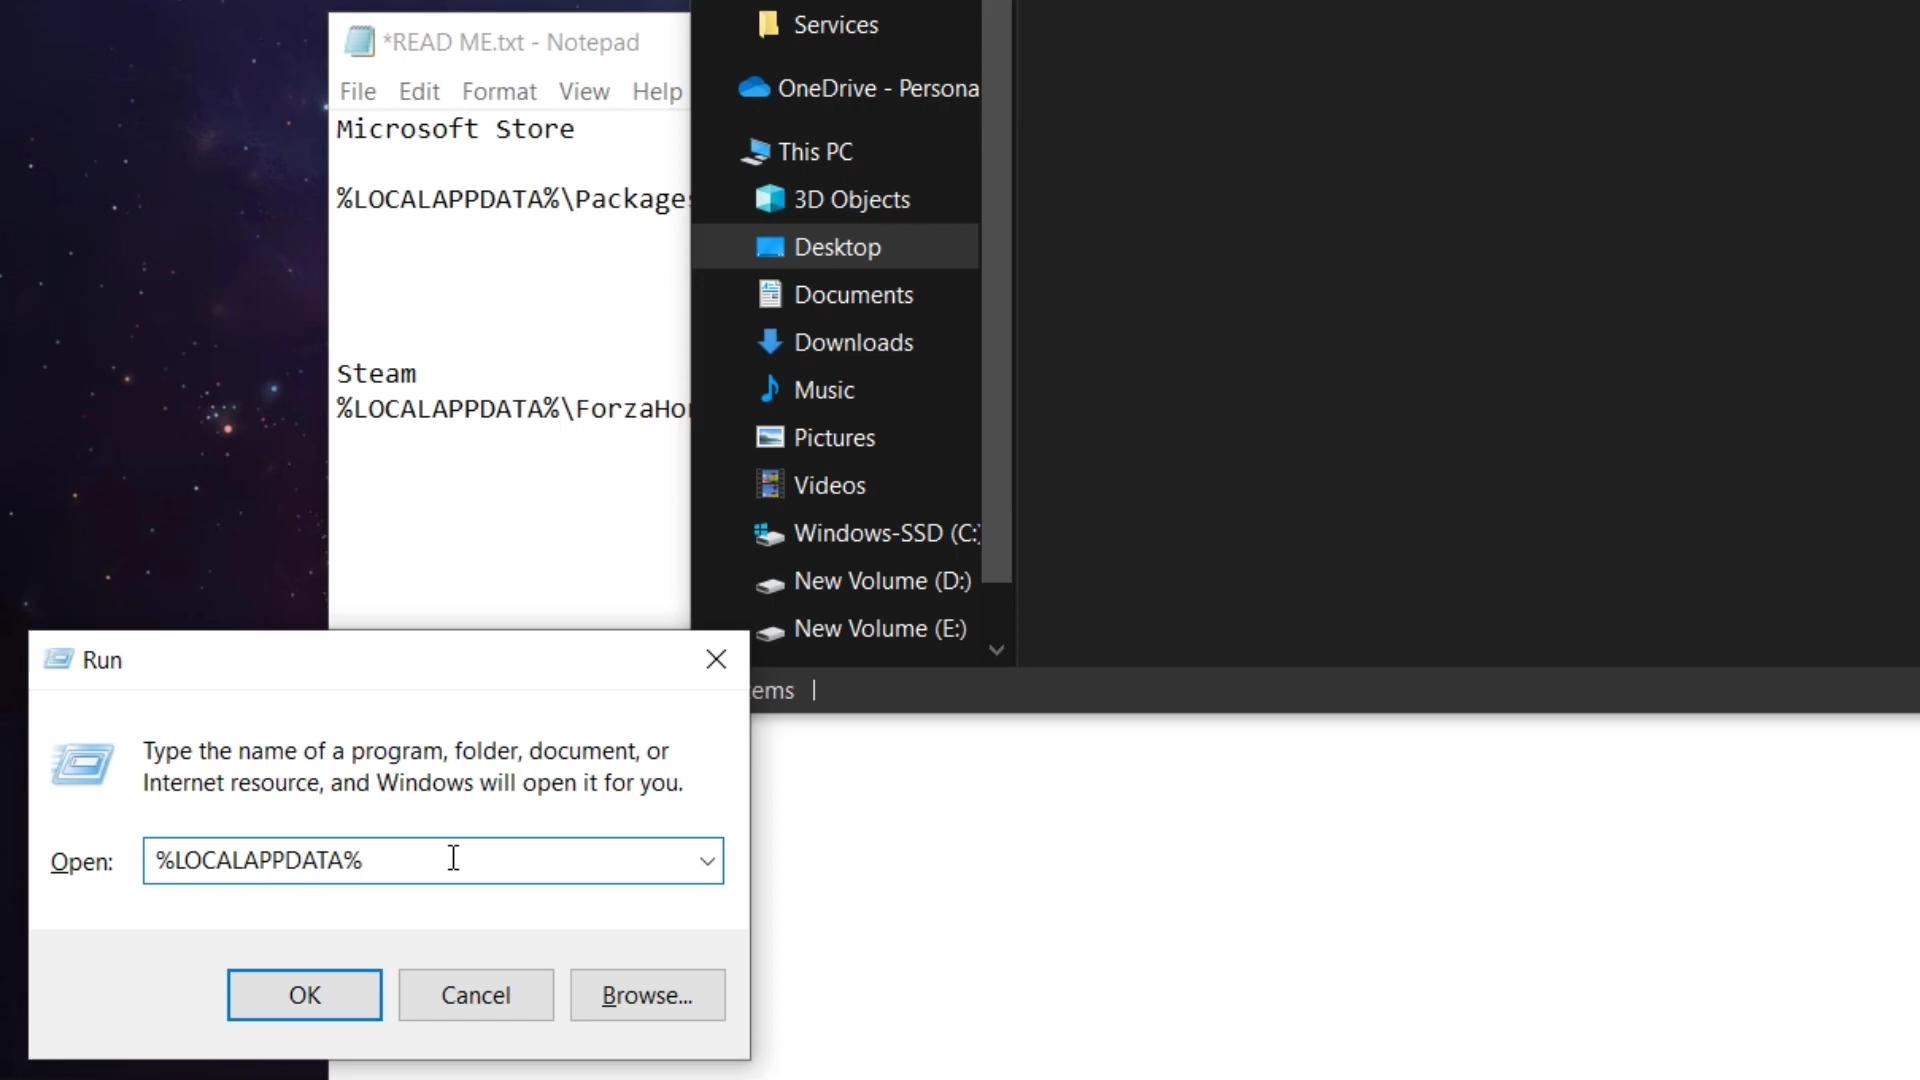 *READ ME.txt - Notepad
File Edit Format View Help
Microsoft Store
%LOCALAPPDATA%\Packages
Steam
%LOCALAPPDATA%\ForzaHor
Services
OneDrive - Persona
This PC
3D Objects
Desktop
Documents
Downloads
Music
Pictures
Videos
Windows-SSD (C:)
New Volume (D:)
New Volume (E:)
ems
Run
Type the name of a program, folder, document, or
Internet resource, and Windows will open it for you.
Open: %LOCALAPPDATA%
OK Cancel Browse...